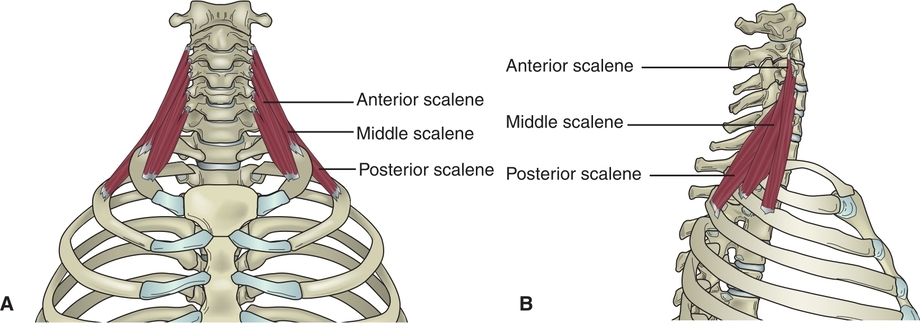 Anterior scalene
Middle scalene
Posterior scalene
A
Anterior scalene
Middle scalene
Posterior scalene
B